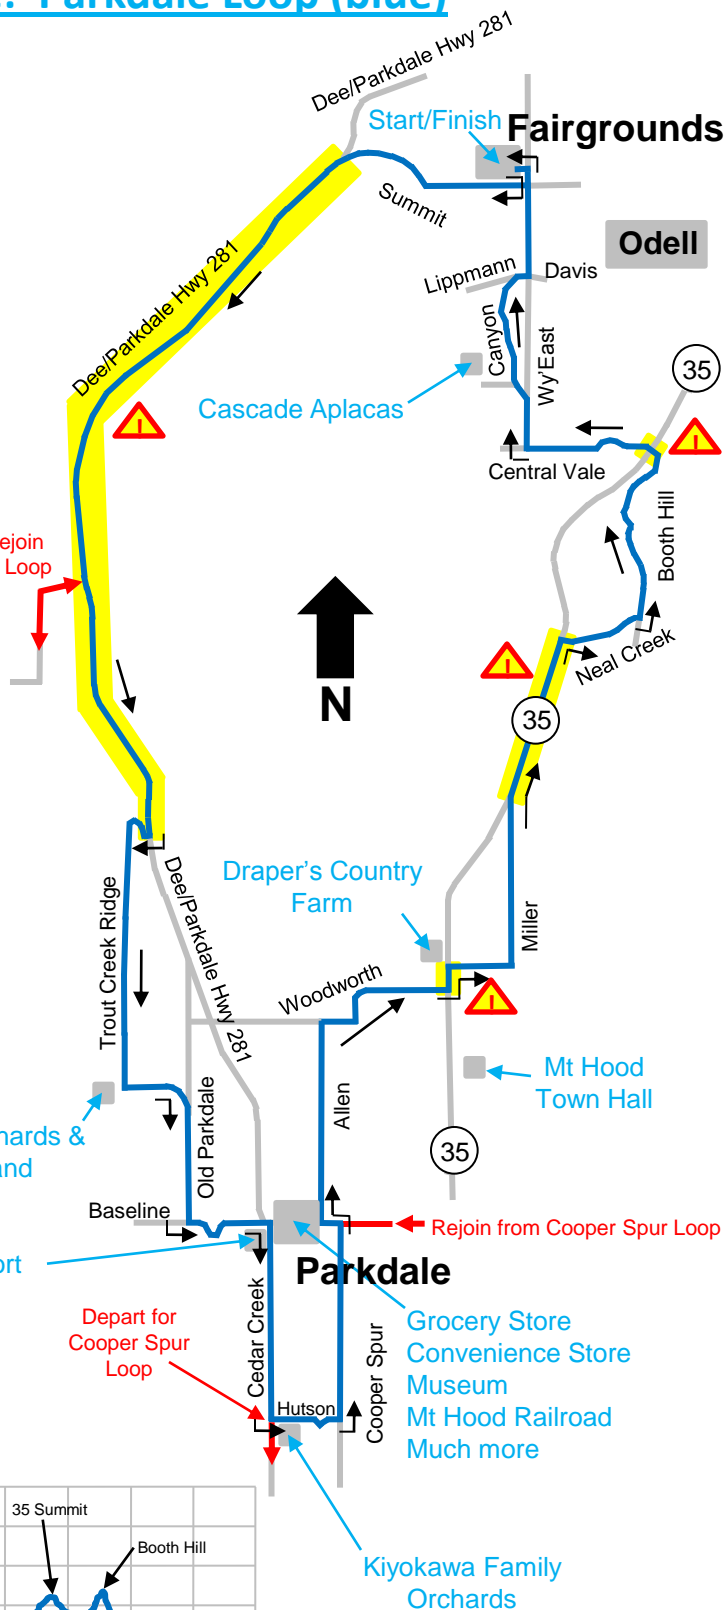 Parkdale Loop (blue)
Dee/Parkdale Hwy 281
Start/Finish
Fairgrounds
Summit
Odell
Lippmann
Davis
Dee/Parkdale Hwy 281
Canyon
Wy'East
35
Cascade Aplacas
Central Vale
Booth Hill
Loop
Neal Creek
N
35
Draper's Country
Farm
Miller
Trout Creek Ridge
Dee/Parkdale Hwy 281
Woodworth
Mt Hood
Town Hall
Allen
Old Parkdale
35
Baseline
Rejoin from Cooper Spur Loop
Parkdale
Depart for
Cooper Spur
Loop
Cedar Creek
Cooper Spur
Grocery Store
Convenience Store
Museum
Mt Hood Railroad
Much more
Hutson
35 Summit
Booth Hill
Kiyokawa Family
Orchards